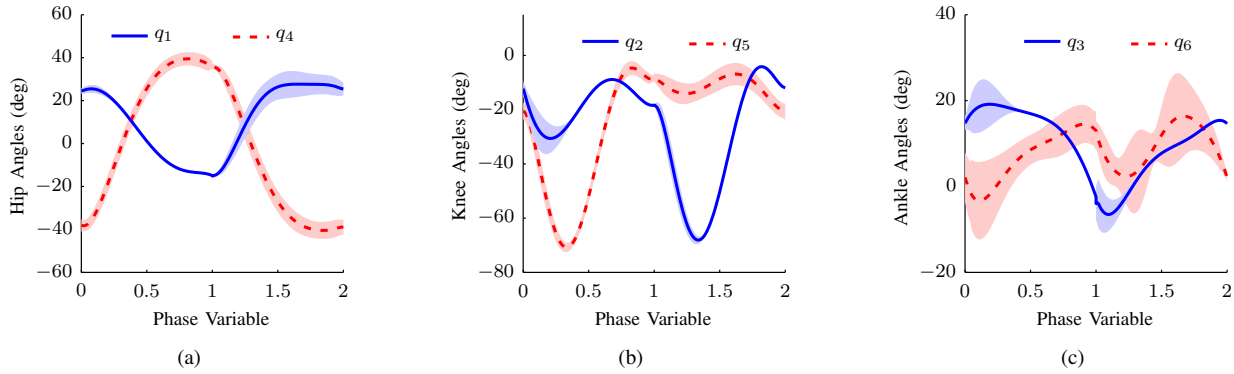 q1 q4
60
40
20
0
−20
−40
−60
Hip Angles (deg)
0 0.5 1 1.5 2
Phase Variable
(a)
q2 q5
0
−20
−40
−60
−80
Knee Angles (deg)
0 0.5 1 1.5 2
Phase Variable
(b)
q3 q6
40
20
0
−20
Ankle Angles (deg)
0 0.5 1 1.5 2
Phase Variable
(c)